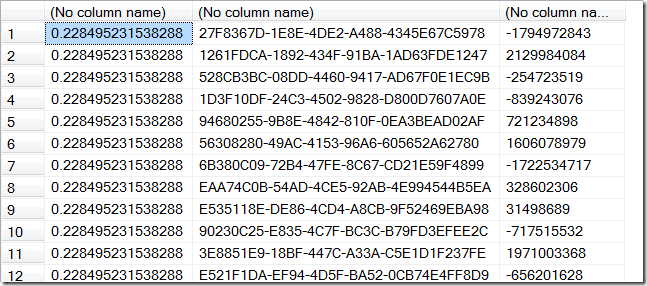 (No column name) (No column name) (No column na...
1 0.228495231538288 27F8367D-1E8E-4DE2-A488-4345E67C5978 -1794972843
2 0.228495231538288 1261FDCA-1892-434F-91BA-1AD63FDE1247 2129984084
3 0.228495231538288 528CB3BC-08DD-4460-9417-AD67F0E1EC9B -254723519
4 0.228495231538288 1D3F10DF-24C3-4502-9828-D800D7607A0E -839243076
5 0.228495231538288 94680255-9B8E-4842-810F-0EA3BEAD02AF 721234898
6 0.228495231538288 56308280-49AC-4153-96A6-605652A62780 1606078979
7 0.228495231538288 6B380C09-72B4-47FE-8C67-CD21E59F4899 -1722534717
8 0.228495231538288 EAA74C0B-54AD-4CE5-92AB-4E994544B5EA 328602306
9 0.228495231538288 E535118E-DE86-4CD4-A8CB-9F52469EBA98 31498689
10 0.228495231538288 90230C25-E835-4C7F-BC3C-B79FD3EFEE2C -717515532
11 0.228495231538288 3E8851E9-18BF-447C-A33A-C5E1D1F237FE 1971003368
12 0.228495231538288 E521F1DA-EF94-4D5F-BA52-0CB74E4FF8D9 -656201628